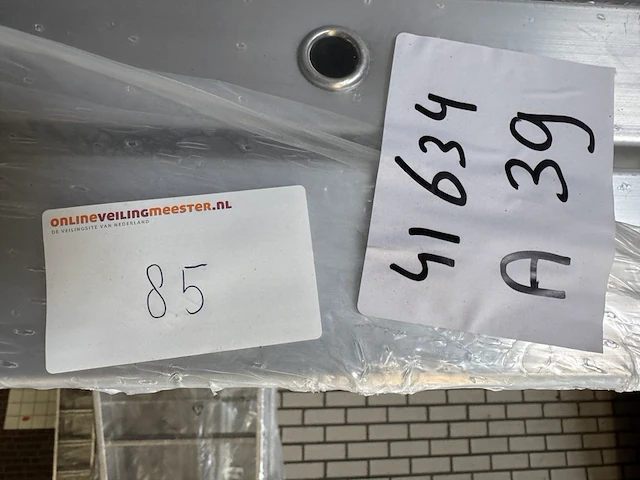 ONLINEVEILINGMEESTER.NL
DE VEILINGSITE VAN NEDERLAND
85
41634
A 39